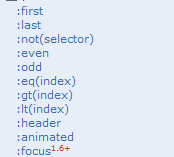 :first
:last
:not(selector)
:even
:odd
:eq(index)
:gt(index)
:lt(index)
:header
:animated
:focus1.6+